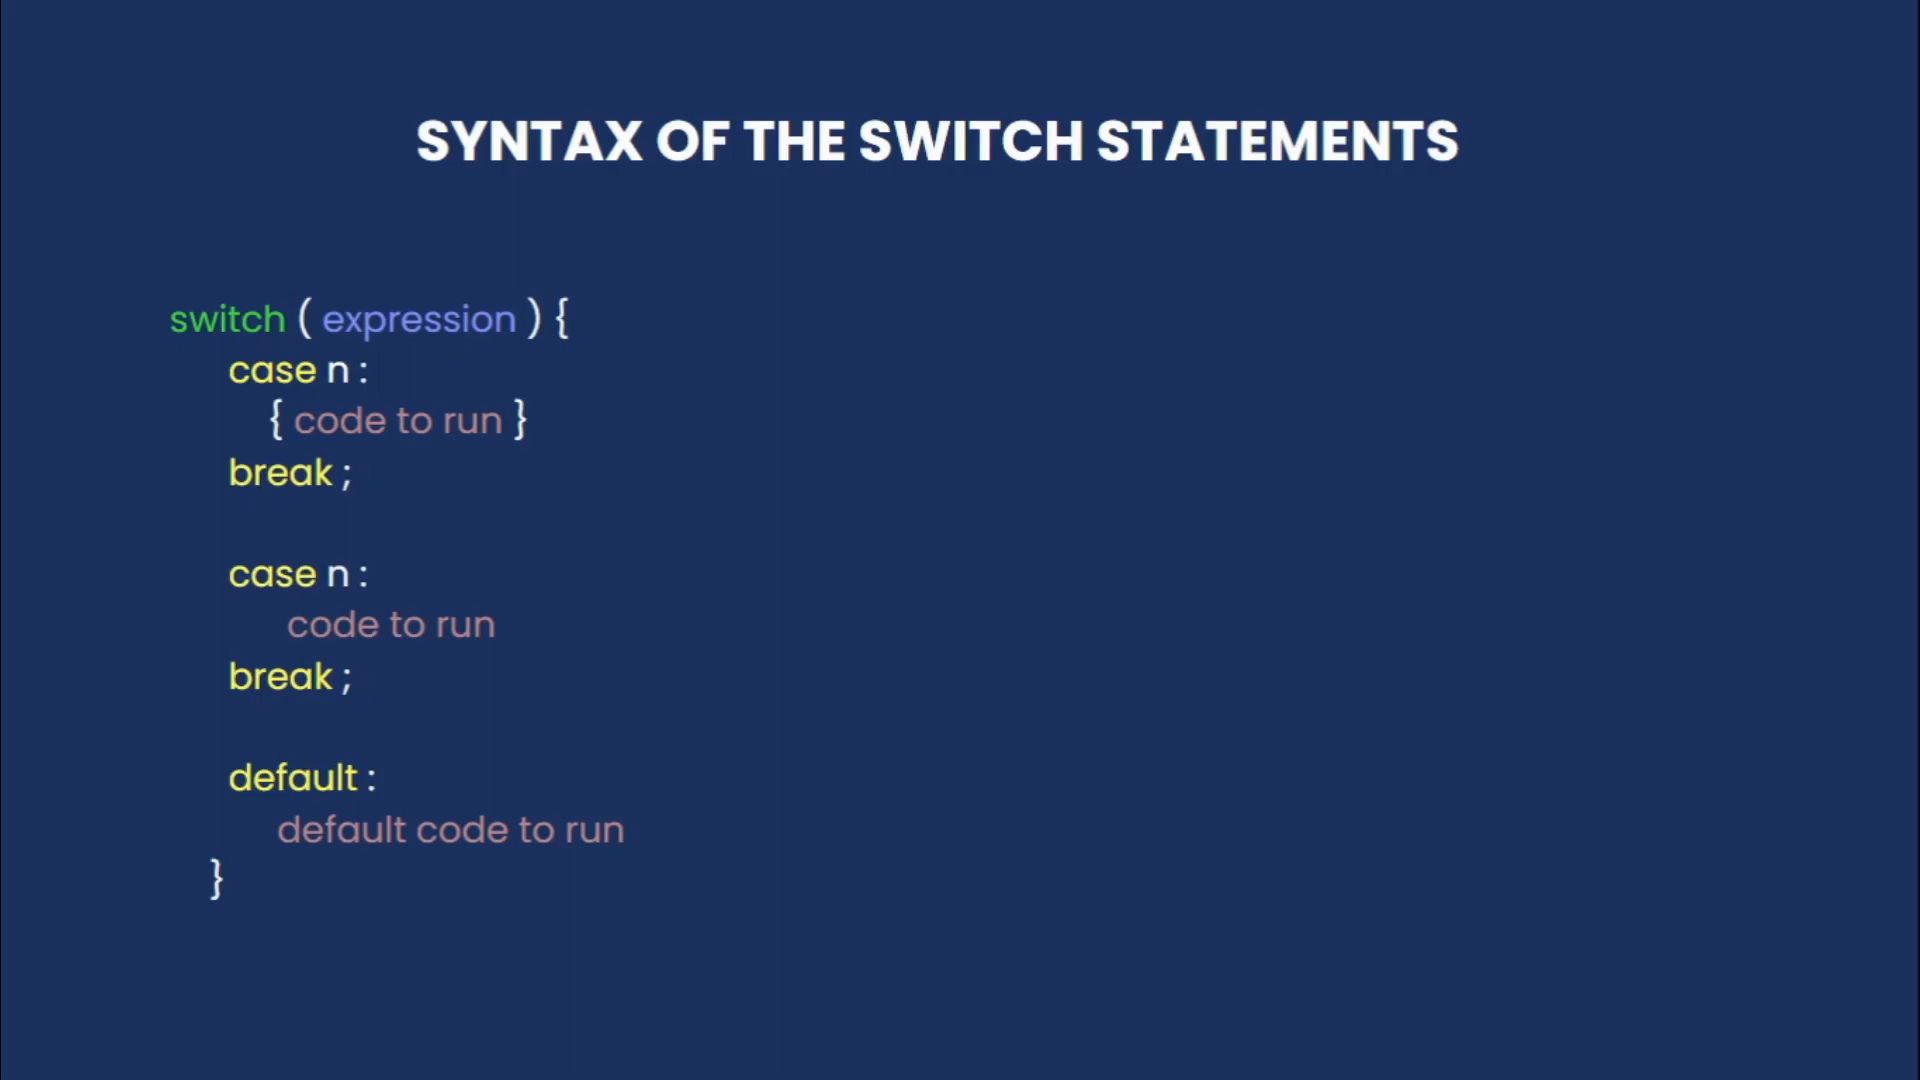 SYNTAX OF THE SWITCH STATEMENTS
switch ( expression ) {
case n :
{ code to run }
break ;
case n :
code to run
break ;
default :
default code to run
}